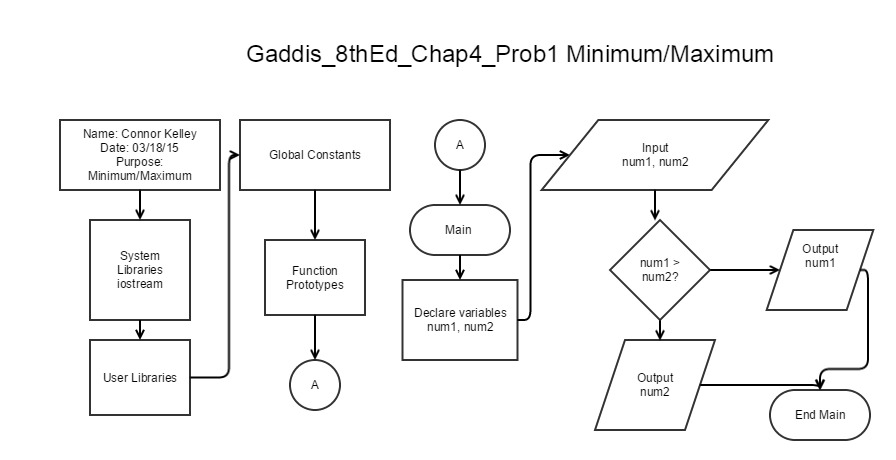 Gaddis_8thEd_Chap4_Prob1 Minimum/Maximum
Name: Connor Kelley
Date: 03/18/15
Purpose:
Minimum/Maximum
System
Libraries
iostream
User Libraries
Global Constants
Function
Prototypes
A
A
Main
Declare variables
num1, num2
Input
num1, num2
num1 >
num2?
Output
num1
Output
num2
End Main